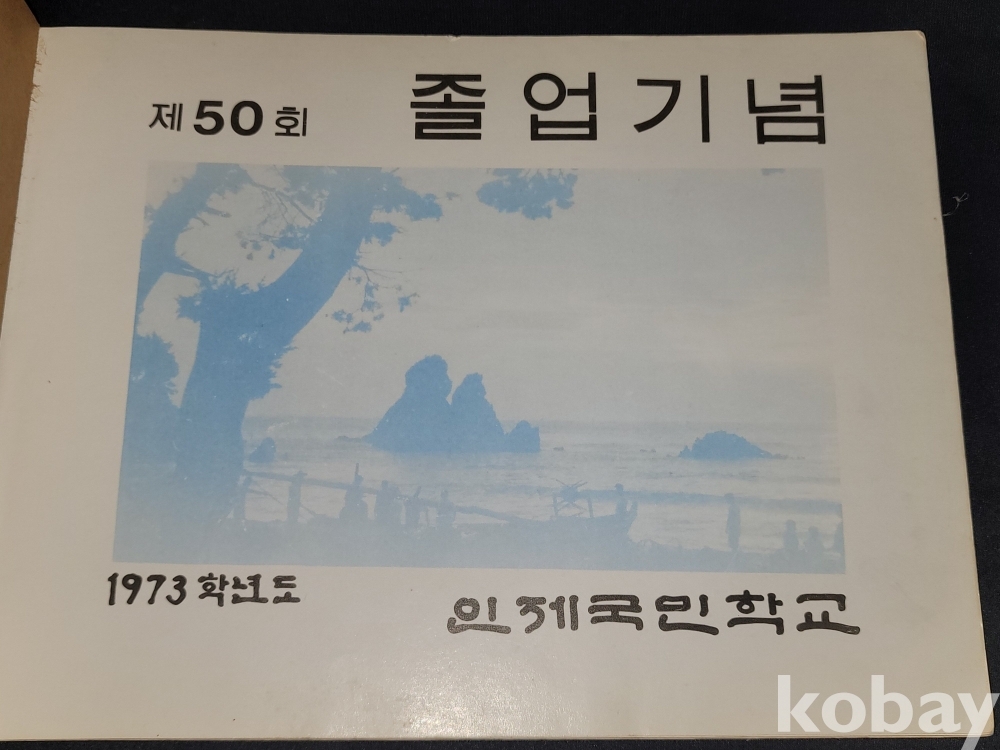 제50회 졸업기념
1973 학년도
인제국민학교
kobay